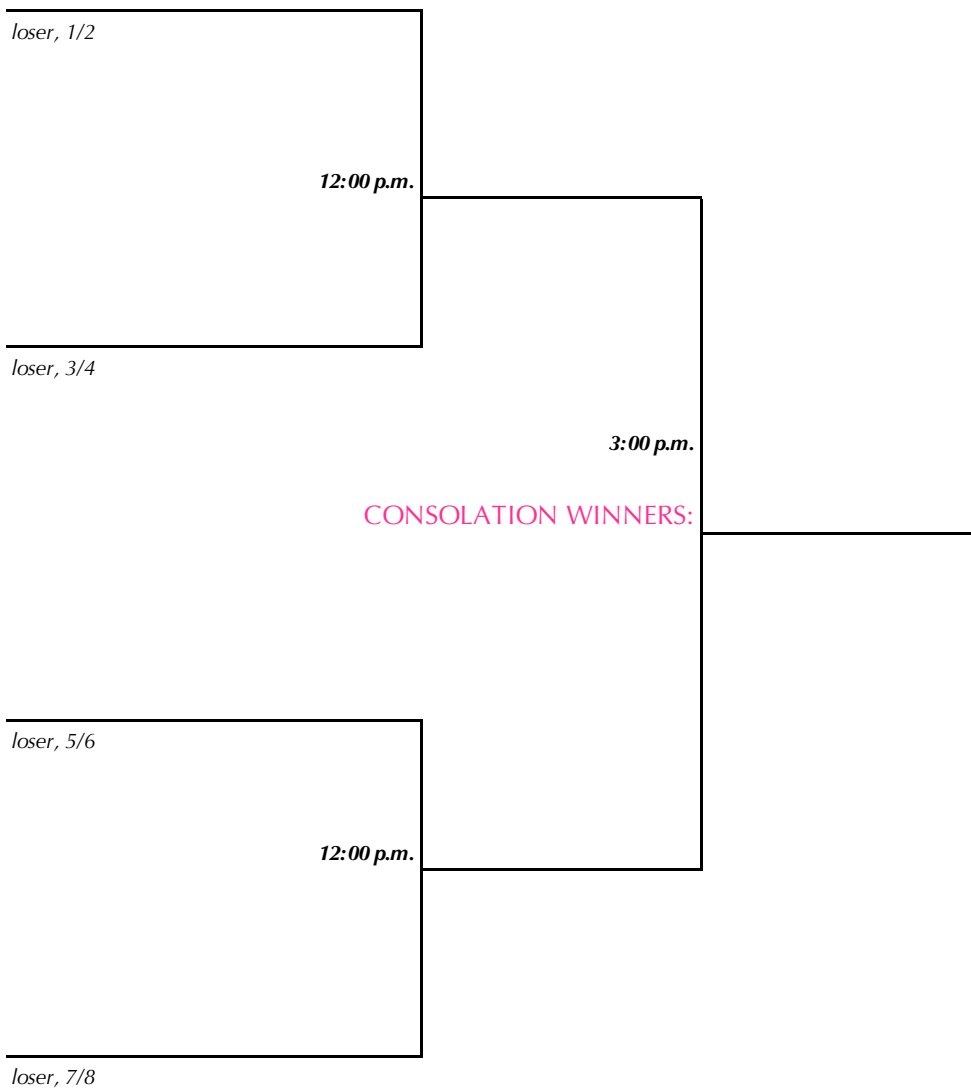 loser, 1/2
12:00 p.m.
loser, 3/4
3:00 p.m.
CONSOLATION WINNERS:
loser, 5/6
12:00 p.m.
loser, 7/8